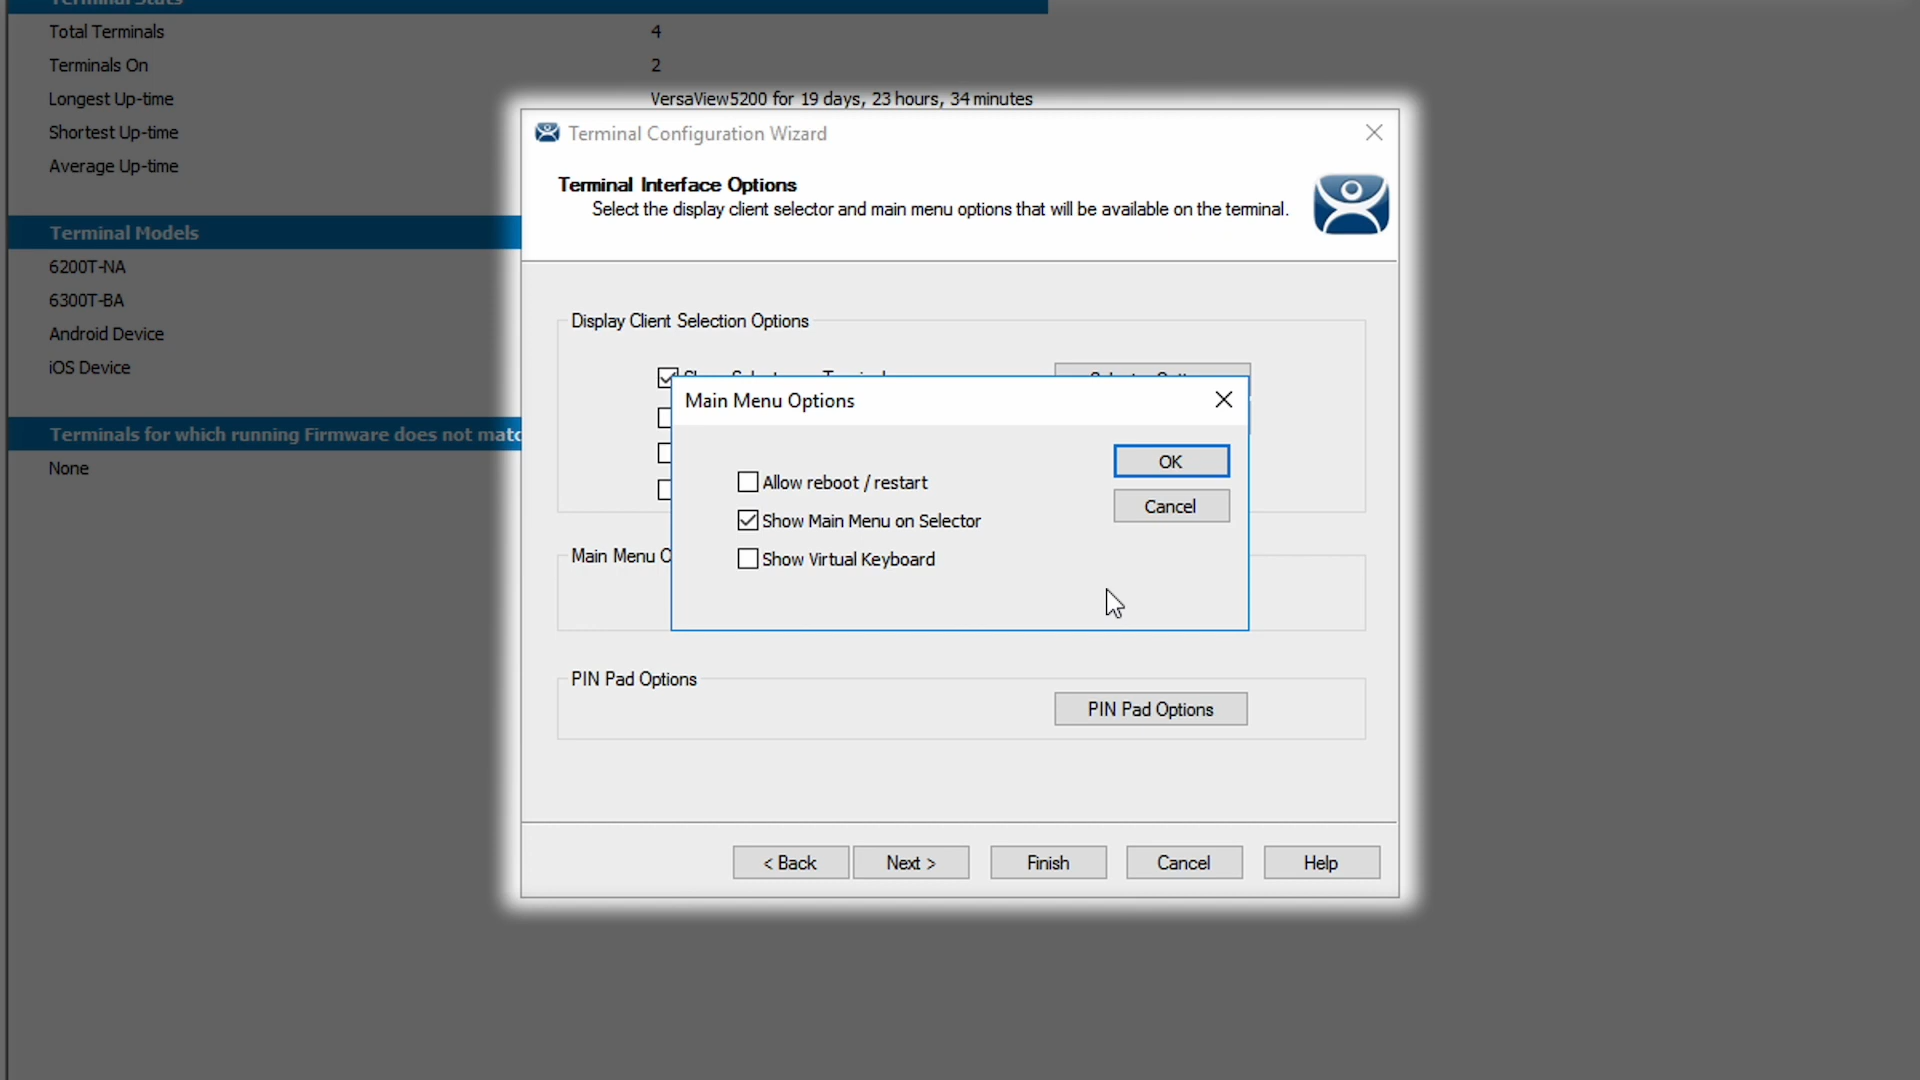 Terminal Stats
Total Terminals 4
Terminals On 2
Longest Up-time VersaView5200 for 19 days, 23 hours, 34 minutes
Shortest Up-time
Average Up-time
Terminal Models
6200T-NA
6300T-BA
Android Device
iOS Device
Terminals for which running Firmware does not matc
None
Terminal Configuration Wizard
Terminal Interface Options
Select the display client selector and main menu options that will be available on the terminal.
Display Client Selection Options
Main Menu Options
OK
Allow reboot / restart
Cancel
Show Main Menu on Selector
Show Virtual Keyboard
Main Menu O
PIN Pad Options
PIN Pad Options
< Back Next > Finish Cancel Help